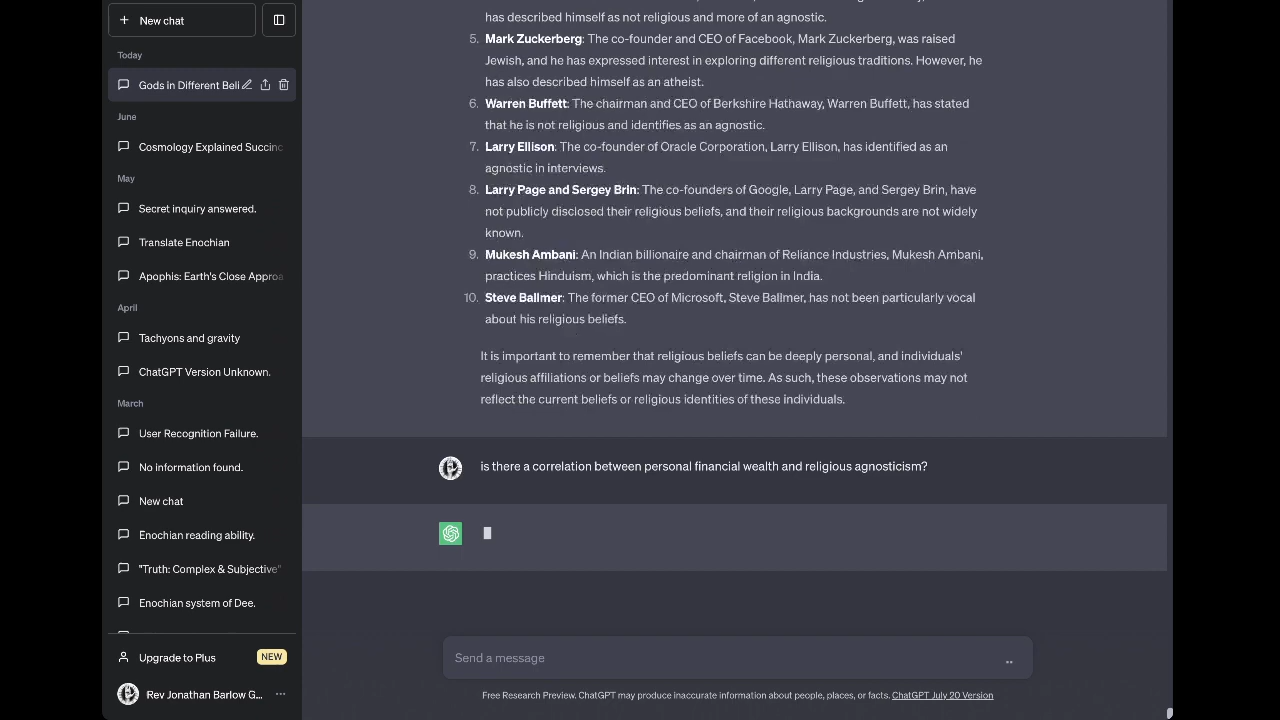 New chat
Today
Gods in Different Beli
June
Cosmology Explained Succinc
May
Secret inquiry answered.
Translate Enochian
Apophis: Earth's Close Approa
April
Tachyons and gravity
ChatGPT Version Unknown.
March
User Recognition Failure.
No information found.
New chat
Enochian reading ability.
"Truth: Complex & Subjective"
Enochian system of Dee.
Upgrade to Plus NEW
Rev Jonathan Barlow G...
has described himself as not religious and more of an agnostic.
5. Mark Zuckerberg: The co-founder and CEO of Facebook, Mark Zuckerberg, was raised
Jewish, and he has expressed interest in exploring different religious traditions. However, he
has also described himself as an atheist.
6. Warren Buffett: The chairman and CEO of Berkshire Hathaway, Warren Buffett, has stated
that he is not religious and identifies as an agnostic.
7. Larry Ellison: The co-founder of Oracle Corporation, Larry Ellison, has identified as an
agnostic in interviews.
8. Larry Page and Sergey Brin: The co-founders of Google, Larry Page, and Sergey Brin, have
not publicly disclosed their religious beliefs, and their religious backgrounds are not widely
known.
9. Mukesh Ambani: An Indian billionaire and chairman of Reliance Industries, Mukesh Ambani,
practices Hinduism, which is the predominant religion in India.
10. Steve Ballmer: The former CEO of Microsoft, Steve Ballmer, has not been particularly vocal
about his religious beliefs.
It is important to remember that religious beliefs can be deeply personal, and individuals'
religious affiliations or beliefs may change over time. As such, these observations may not
reflect the current beliefs or religious identities of these individuals.
is there a correlation between personal financial wealth and religious agnosticism?
Send a message
Free Research Preview. ChatGPT may produce inaccurate information about people, places, or facts. ChatGPT July 20 Version